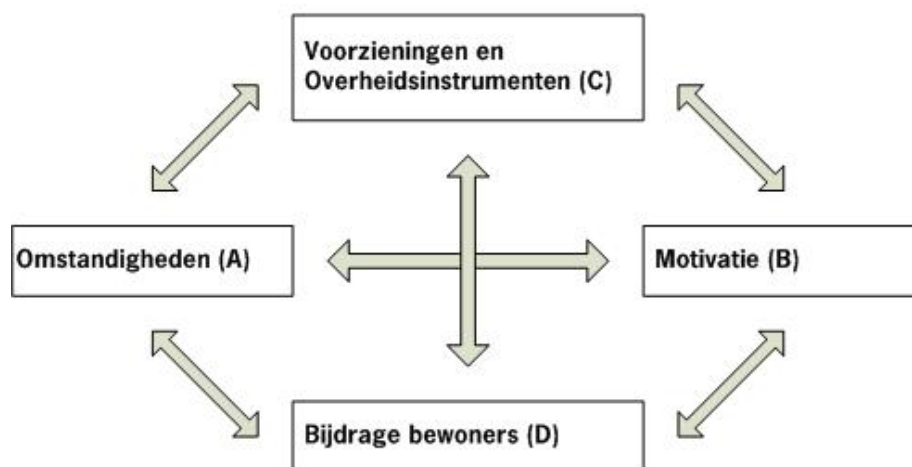 Voorzieningen en
Overheidsinstrumenten (C)
Omstandigheden (A)
Motivatie (B)
Bijdrage bewoners (D)